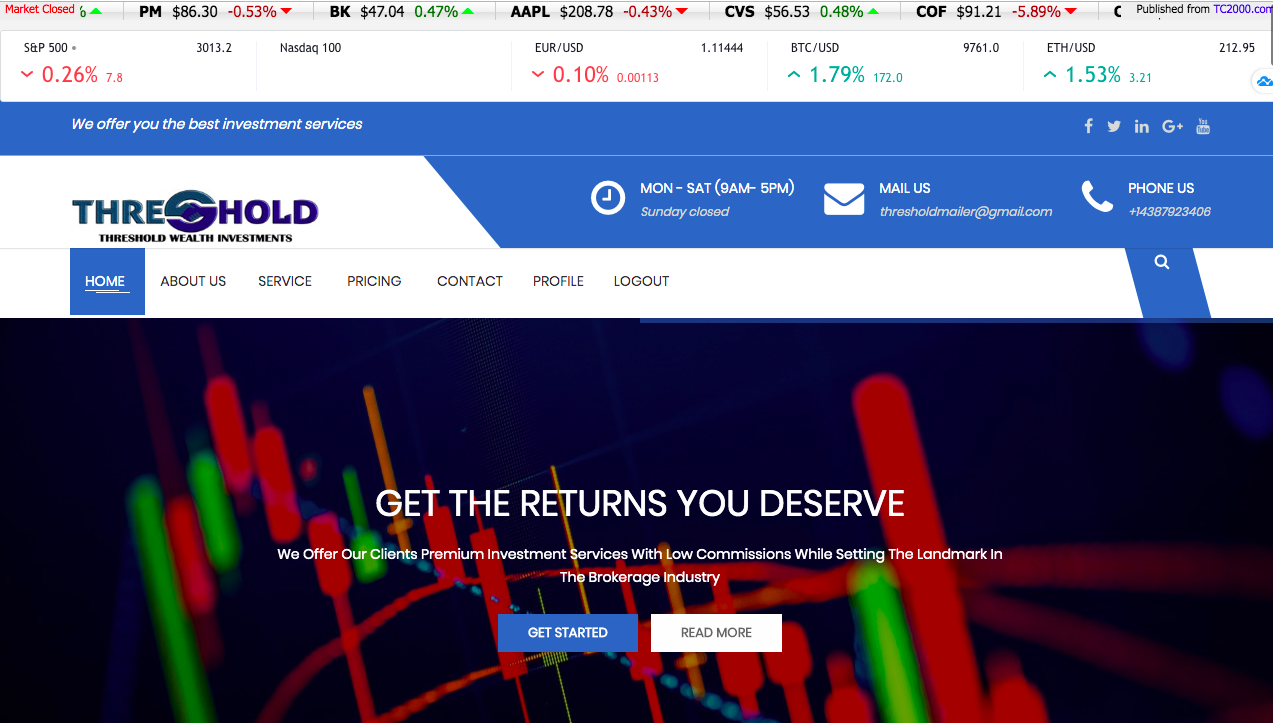 Market Closed % PM $86.30 -0.53% BK $47.04 0.47% AAPL $208.78 -0.43% CVS $56.53 0.48% COF $91.21 -5.89% Published from TC2000.com
S&P 500 3013.2 Nasdaq 100 EUR/USD 1.11444 BTC/USD 9761.0 ETH/USD 212.95
0.26% 7.8 0.10% 0.00113 1.79% 172.0 1.53% 3.21
We offer you the best investment services
f in G+ You Tube
MON - SAT (9AM- 5PM) MAIL US PHONE US
Sunday closed thresholdmailer@gmail.com +14387923406
THRESHOLD
THRESHOLD WEALTH INVESTMENTS
HOME ABOUT US SERVICE PRICING CONTACT PROFILE LOGOUT
GET THE RETURNS YOU DESERVE
We Offer Our Clients Premium Investment Services With Low Commissions While Setting The Landmark In
The Brokerage Industry
GET STARTED READ MORE